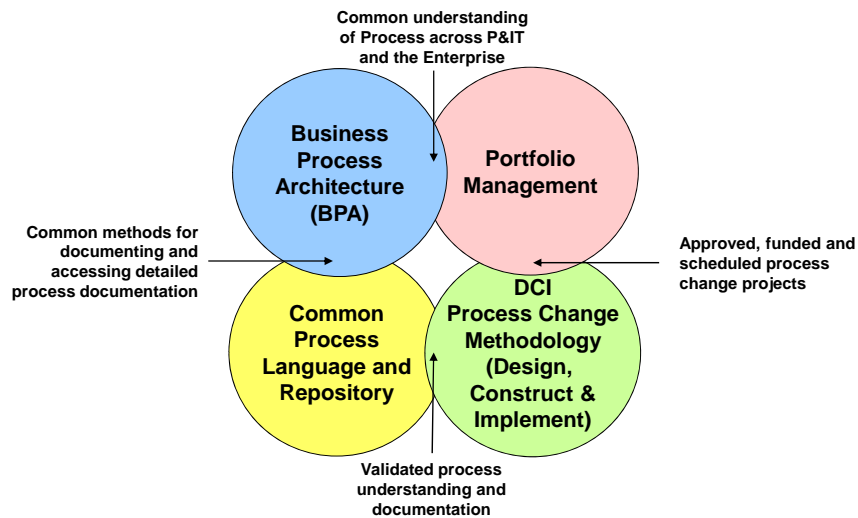 Common understanding
of Process across P&IT
and the Enterprise
Business
Process
Architecture
(BPA)
Portfolio
Management
Common methods for
documenting and
accessing detailed
process documentation
Approved, funded and
scheduled process
change projects
Common
Process
Language and
Repository
DCI
Process Change
Methodology
(Design,
Construct &
Implement)
Validated process
understanding and
documentation